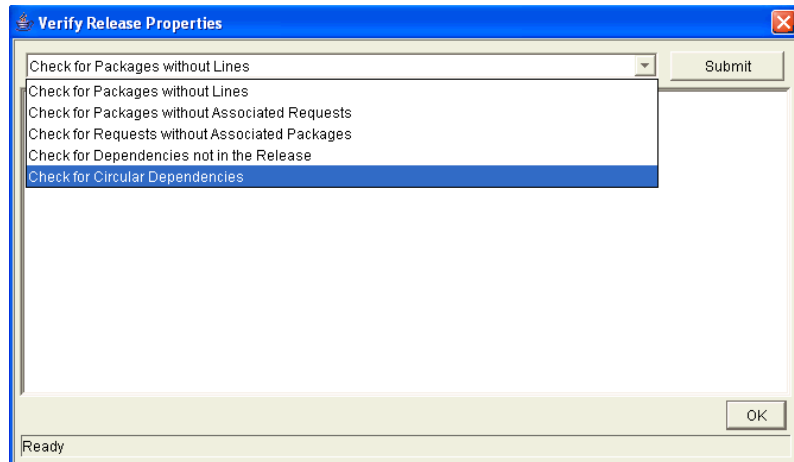 Verify Release Properties
Check for Packages without Lines
Submit
Check for Packages without Lines
Check for Packages without Associated Requests
Check for Requests without Associated Packages
Check for Dependencies not in the Release
Check for Circular Dependencies
OK
Ready